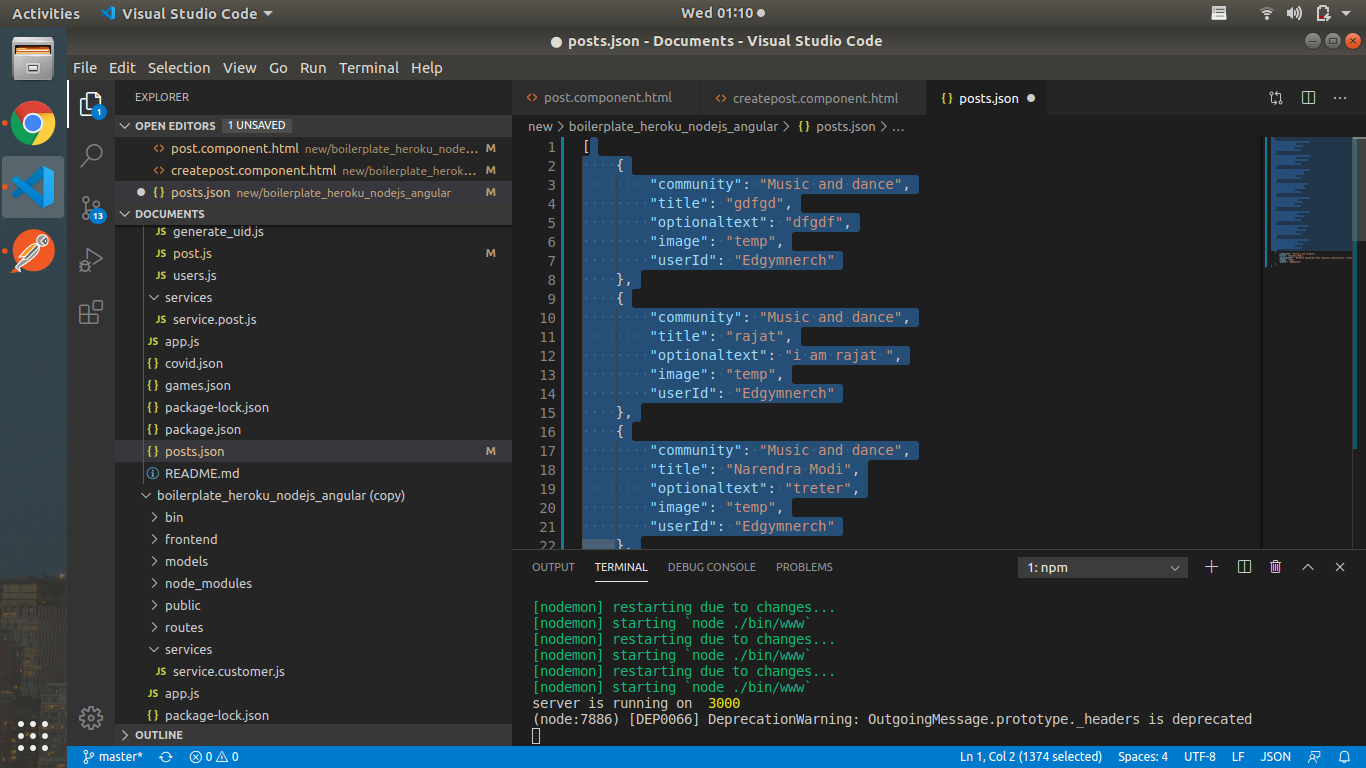 Activities
Visual Studio Code
Wed 01:10
posts.json - Documents - Visual Studio Code
File Edit Selection View Go Run Terminal Help
1
EXPLORER
OPEN EDITORS 1 UNSAVED
post.component.html new/boilerplate_heroku_node... M
createpost.component.html new/boilerplate_herok... M
{ } posts.json new/boilerplate_heroku_nodejs_angular M
13
DOCUMENTS
JS generate_uid.js
JS post.js M
JS users.js
services
JS service.post.js
JS app.js
{ } covid.json
{ } games.json
{ } package-lock.json
{ } package.json
{ } posts.json M
README.md
boilerplate_heroku_nodejs_angular (copy)
bin
frontend
models
node_modules
public
routes
services
JS service.customer.js
JS app.js
{ } package-lock.json
OUTLINE
<> post.component.html
<> createpost.component.html
{ } posts.json
new > boilerplate_heroku_nodejs_angular > { } posts.json > ...
1 [
2 {
3 "community": "Music and dance",
4 "title": "gdfgd",
5 "optionaltext": "dfgdf",
6 "image": "temp",
7 "userId": "Edgymnerch"
8 },
9 {
10 "community": "Music and dance",
11 "title": "rajat",
12 "optionaltext": "i am rajat ",
13 "image": "temp",
14 "userId": "Edgymnerch"
15 },
16 {
17 "community": "Music and dance",
18 "title": "Narendra Modi",
19 "optionaltext": "treter",
20 "image": "temp",
21 "userId": "Edgymnerch"
22 },
OUTPUT TERMINAL DEBUG CONSOLE PROBLEMS
1: npm
[nodemon] restarting due to changes...
[nodemon] starting `node ./bin/www`
[nodemon] restarting due to changes...
[nodemon] starting `node ./bin/www`
[nodemon] restarting due to changes...
[nodemon] starting `node ./bin/www`
server is running on 3000
(node:7886) [DEP0066] DeprecationWarning: OutgoingMessage.prototype._headers is deprecated
master* 0 0 Ln 1, Col 2 (1374 selected) Spaces: 4 UTF-8 LF JSON